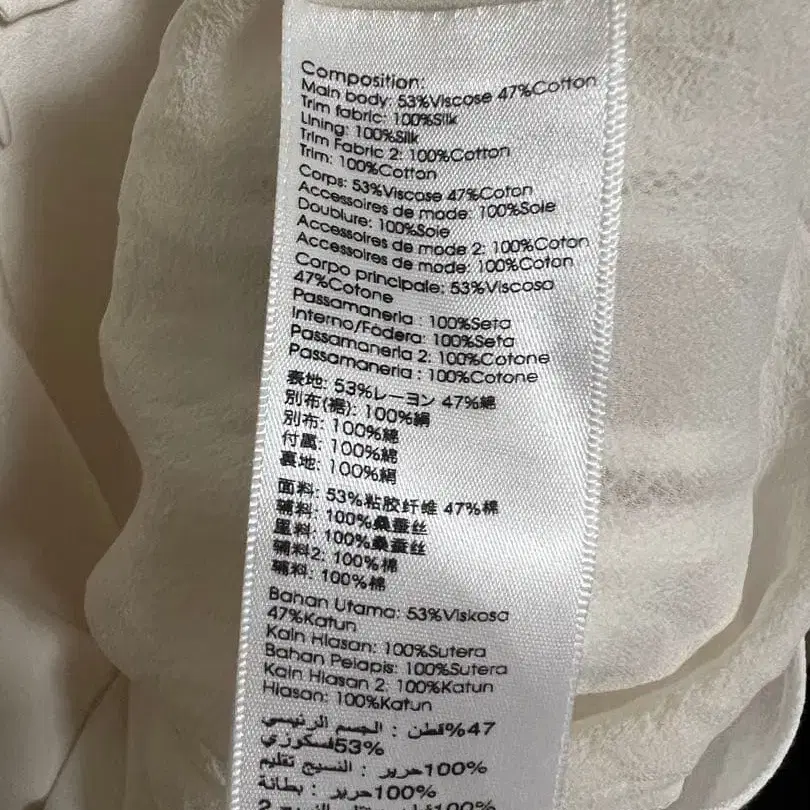 Composition:
Main body: 53%Viscose 47%Cotton
Trim fabric: 100%Silk
Lining: 100%Silk
Trim Fabric 2: 100%Cotton
Trim: 100%Cotton
Corps: 53%Viscase 47%Coton
Accessoires de mode: 100%Soie
Doublure: 100%Soie
Accessoires de mode 2: 100%Coton
Accessoires de mode: 100%Coton
Corpo principale: 53%Viscosa
47%Cotone
Passamaneria : 100%Seta
Interno/Fodera: 100%Seta
Passamaneria 2: 100%Cotone
Passamaneria : 100%Cotone
表地: 53%レーヨン 47%綿
別布(裾): 100%絹
別布: 100%綿
付属: 100%綿
裏地: 100%絹
面料: 53%粘胶纤维 47%棉
辅料: 100%桑蚕丝
里料: 100%桑蚕丝
辅料2: 100%棉
辅料: 100%棉
Bahan Utama: 53%Viskosa
47%Katun
Kain Hiasan: 100%Sutera
Bahan Pelapis: 100%Sutera
Kain Hiasan 2: 100%Katun
Hiasan: 100%Katun
47%قطن : الجسم الرئيسي
53%فسكوزي
100%حرير : النسيج تقليم
100%حرير : بطانة